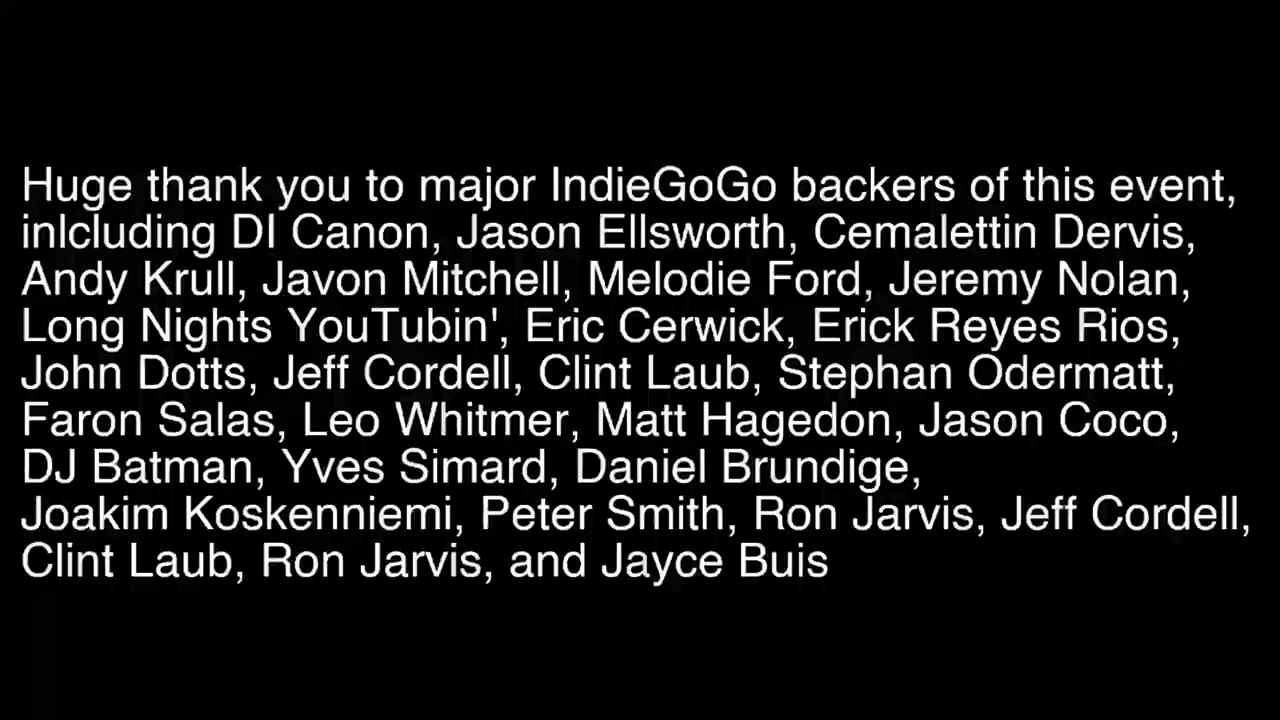 Huge thank you to major IndieGoGo backers of this event,
inlcluding DI Canon, Jason Ellsworth, Cemalettin Dervis,
Andy Krull, Javon Mitchell, Melodie Ford, Jeremy Nolan,
Long Nights YouTubin', Eric Cerwick, Erick Reyes Rios,
John Dotts, Jeff Cordell, Clint Laub, Stephan Odermatt,
Faron Salas, Leo Whitmer, Matt Hagedon, Jason Coco,
DJ Batman, Yves Simard, Daniel Brundige,
Joakim Koskenniemi, Peter Smith, Ron Jarvis, Jeff Cordell,
Clint Laub, Ron Jarvis, and Jayce Buis